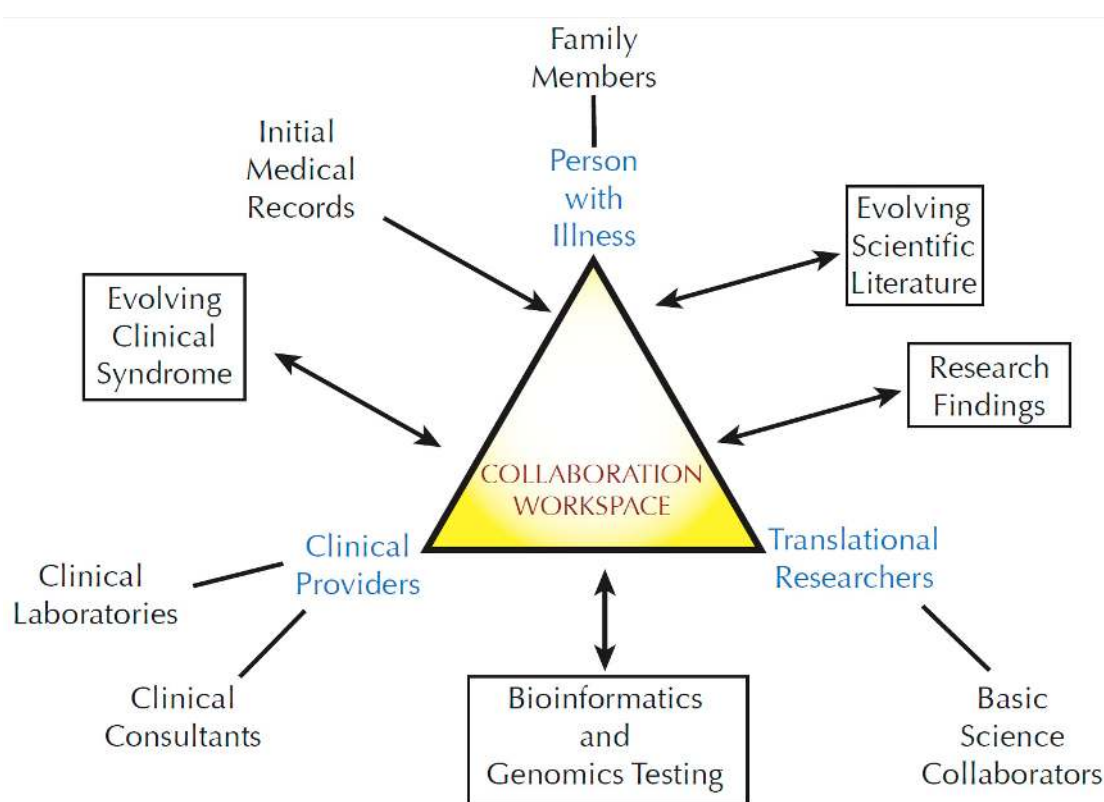 Family
Members
Initial
Medical
Records
Person
with
Illness
Evolving
Scientific
Literature
Evolving
Clinical
Syndrome
Research
Findings
COLLABORATION
WORKSPACE
Clinical
Providers
Translational
Researchers
Clinical
Laboratories
Clinical
Consultants
Bioinformatics
and
Genomics Testing
Basic
Science
Collaborators